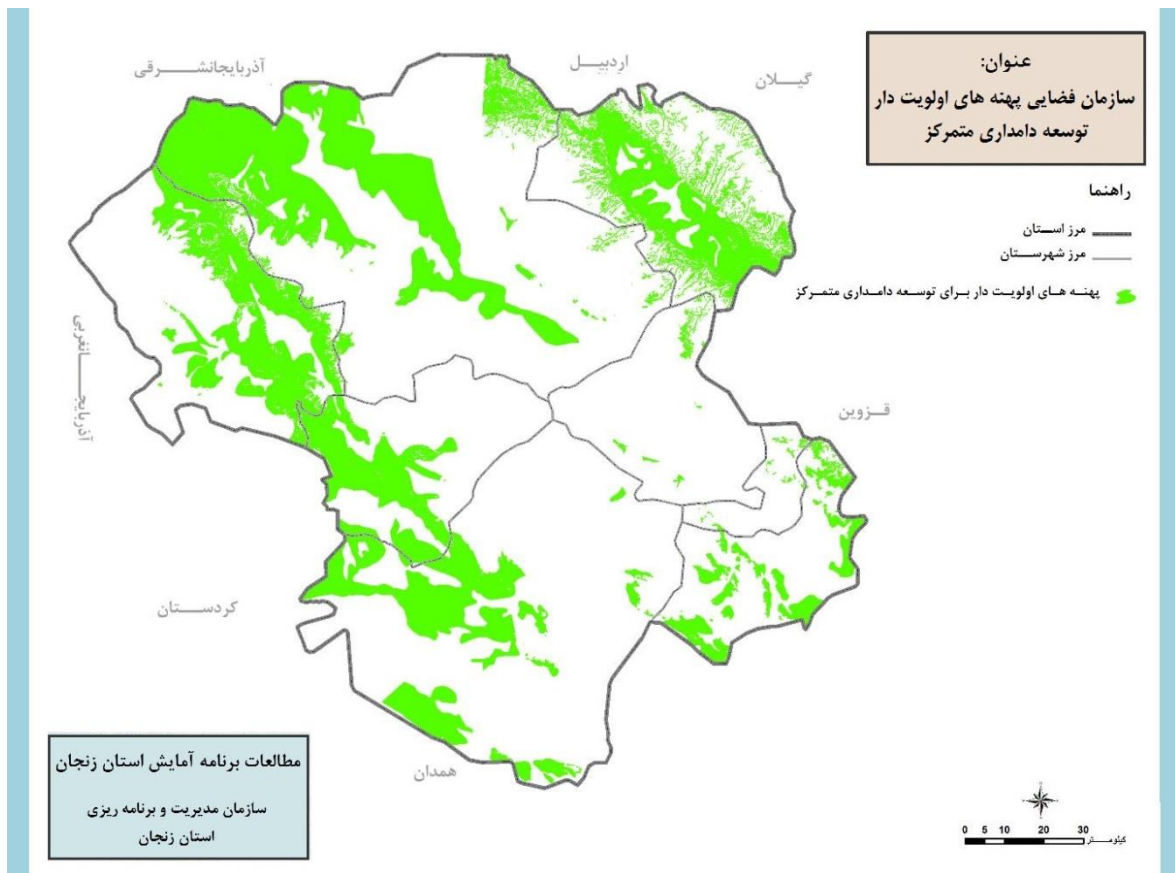 عنوان:
سازمان فضایی پهنه های اولویت دار
توسعه دامداری متمرکز
راهنما
مرز استان
مرز شهرستان
پهنه های اولویت دار برای توسعه دامداری متمرکز
آذربایجانشرقی
اردبیل
گیلان
آذربایجانغربی
قزوین
کردستان
همدان
مطالعات برنامه آمایش استان زنجان
سازمان مدیریت و برنامه ریزی
استان زنجان
0 5 10 20 30
کیلومتر